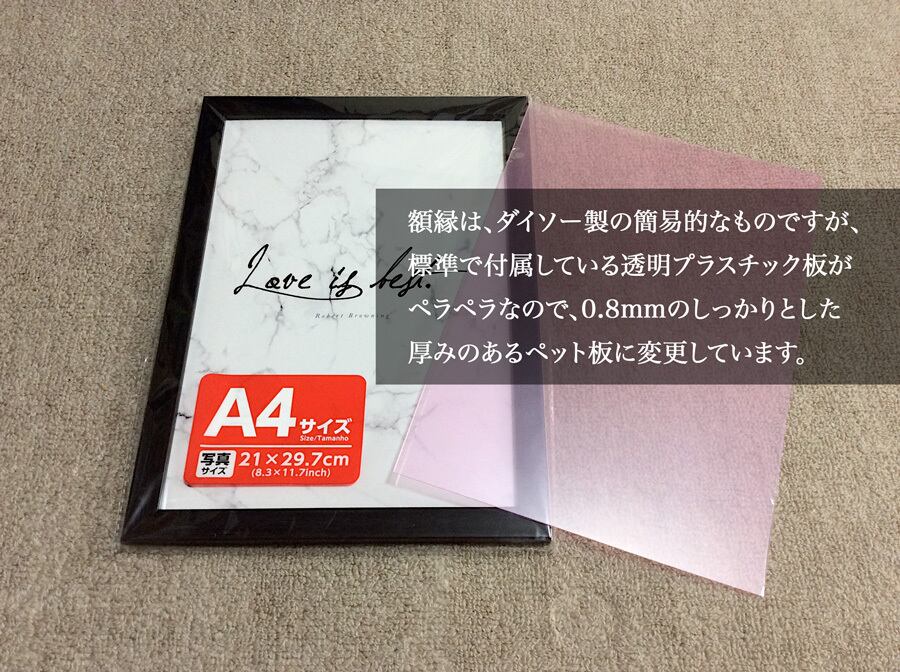 額縁は、ダイソー製の簡易的なものですが、
標準で付属している透明プラスチック板が
ペラペラなので、0.8mmのしっかりとした
厚みのあるペット板に変更しています。
Love is best.
Robert Browning
A4サイズ
Size/Tamanho
写真サイズ 21×29.7cm
(8.3×11.7inch)